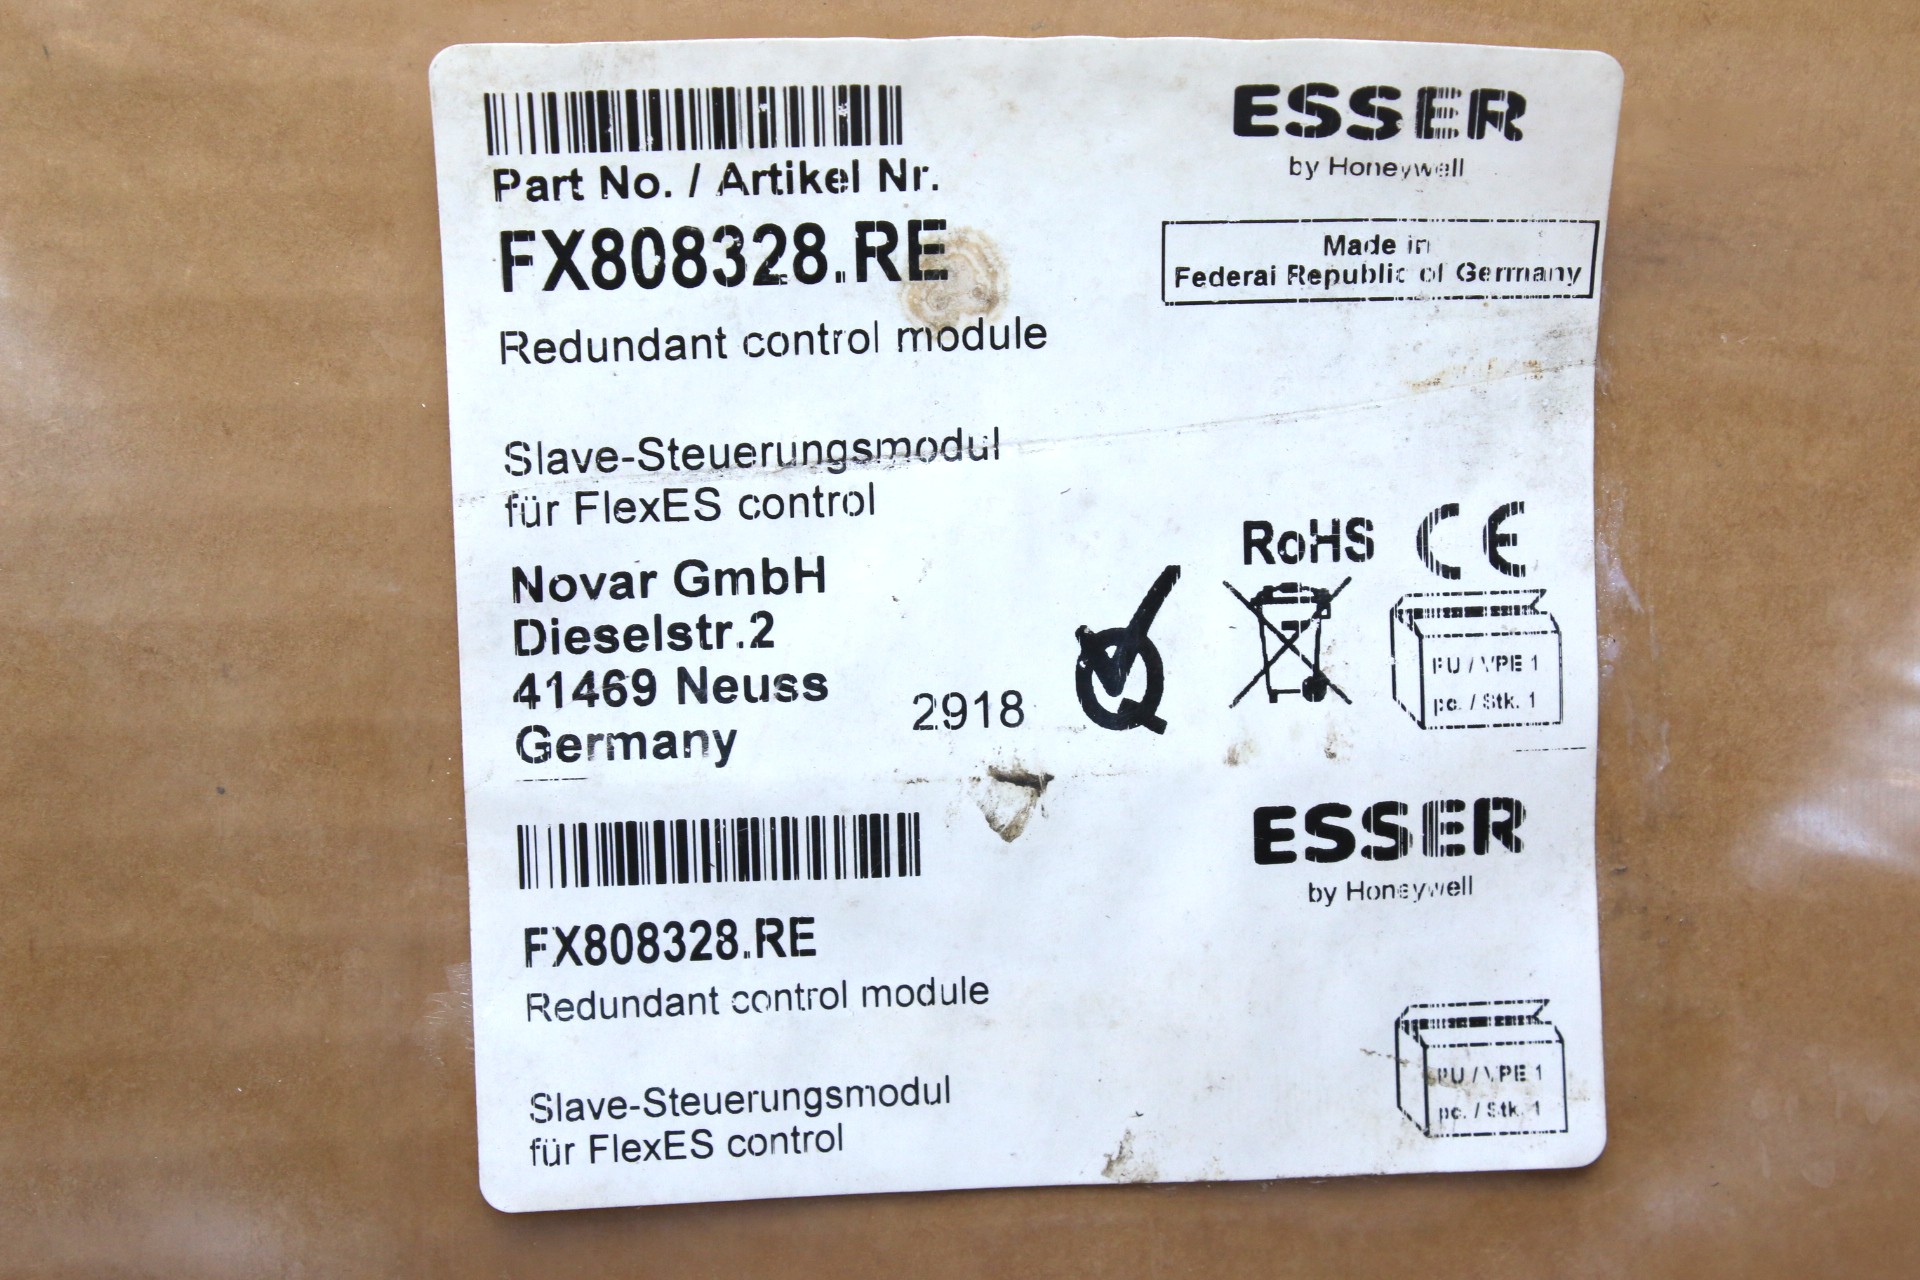 Part No. / Artikel Nr.
FX808328.RE
Redundant control module
Slave-Steuerungsmodul
für FlexES control
Novar GmbH
Dieselstr.2
41469 Neuss
Germany
2918
ESSER
by Honeywell
Made in
Federal Republic of Germany
RoHS
CE
PU / VPE 1
pc. / Stk. 1
FX808328.RE
Redundant control module
Slave-Steuerungsmodul
für FlexES control
ESSER
by Honeywell
PU / VPE 1
pc. / Stk. 1